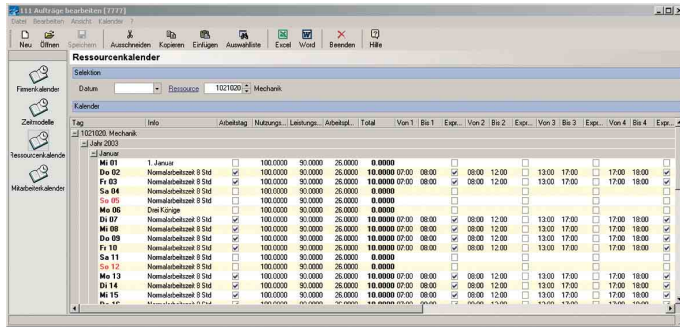 111 Aufträge bearbeiten [7777]
Datei Bearbeiten Ansicht Kalender ?
Neu Öffnen Speichern Ausschneiden Kopieren Einfügen Auswahlliste Excel Word Beenden Hilfe
Ressourcenkalender
Selektion
Firmenkalender
Datum Ressource 1021020 Mechanik
Kalender
Zeitmodelle
Ressourcenkalende
Mitarbeiterkalender
Tag Info Arbeitstag Nutzungs... Leistungs... Arbeitspl... Total Von 1 Bis 1 Expr... Von 2 Bis 2 Expr... Von 3 Bis 3 Expr... Von 4 Bis 4 Expr...
1021020. Mechanik
Jahr 2003
Januar
Mi 01 1. Januar 100.0000 90.0000 26.0000 0.0000
Do 02 Normalarbeitszeit 8 Std 100.0000 90.0000 26.0000 10.0000 07:00 08:00 08:00 12:00 13:00 17:00 17:00 18:00
Fr 03 Normalarbeitszeit 8 Std 100.0000 90.0000 26.0000 10.0000 07:00 08:00 08:00 12:00 13:00 17:00 17:00 18:00
Sa 04 Normalarbeitszeit 8 Std 100.0000 90.0000 26.0000 0.0000
So 05 Normalarbeitszeit 8 Std 100.0000 90.0000 26.0000 0.0000
Mo 06 Drei Könige 100.0000 90.0000 26.0000 0.0000
Di 07 Normalarbeitszeit 8 Std 100.0000 90.0000 26.0000 10.0000 07:00 08:00 08:00 12:00 13:00 17:00 17:00 18:00
Mi 08 Normalarbeitszeit 8 Std 100.0000 90.0000 26.0000 10.0000 07:00 08:00 08:00 12:00 13:00 17:00 17:00 18:00
Do 09 Normalarbeitszeit 8 Std 100.0000 90.0000 26.0000 10.0000 07:00 08:00 08:00 12:00 13:00 17:00 17:00 18:00
Fr 10 Normalarbeitszeit 8 Std 100.0000 90.0000 26.0000 10.0000 07:00 08:00 08:00 12:00 13:00 17:00 17:00 18:00
Sa 11 Normalarbeitszeit 8 Std 100.0000 90.0000 26.0000 0.0000
So 12 Normalarbeitszeit 8 Std 100.0000 90.0000 26.0000 0.0000
Mo 13 Normalarbeitszeit 8 Std 100.0000 90.0000 26.0000 10.0000 07:00 08:00 08:00 12:00 13:00 17:00 17:00 18:00
Di 14 Normalarbeitszeit 8 Std 100.0000 90.0000 26.0000 10.0000 07:00 08:00 08:00 12:00 13:00 17:00 17:00 18:00
Mi 15 Normalarbeitszeit 8 Std 100.0000 90.0000 26.0000 10.0000 07:00 08:00 08:00 12:00 13:00 17:00 17:00 18:00